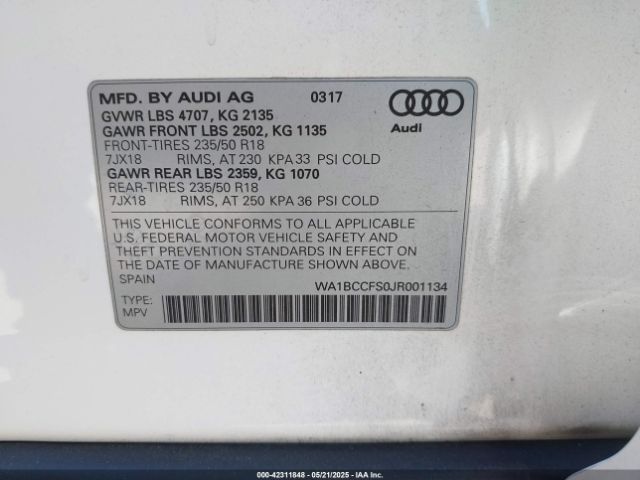 MFD. BY AUDI AG 0317
GVWR LBS 4707, KG 2135
GAWR FRONT LBS 2502, KG 1135
FRONT-TIRES 235/50 R18
7JX18 RIMS, AT 230 KPA 33 PSI COLD
GAWR REAR LBS 2359, KG 1070
REAR-TIRES 235/50 R18
7JX18 RIMS, AT 250 KPA 36 PSI COLD
Audi
THIS VEHICLE CONFORMS TO ALL APPLICABLE
U.S. FEDERAL MOTOR VEHICLE SAFETY AND
THEFT PREVENTION STANDARDS IN EFFECT ON
THE DATE OF MANUFACTURE SHOWN ABOVE.
SPAIN WA1BCCFS0JR001134
TYPE:
MPV
000-42311848 - 05/21/2025 - IAA Inc.